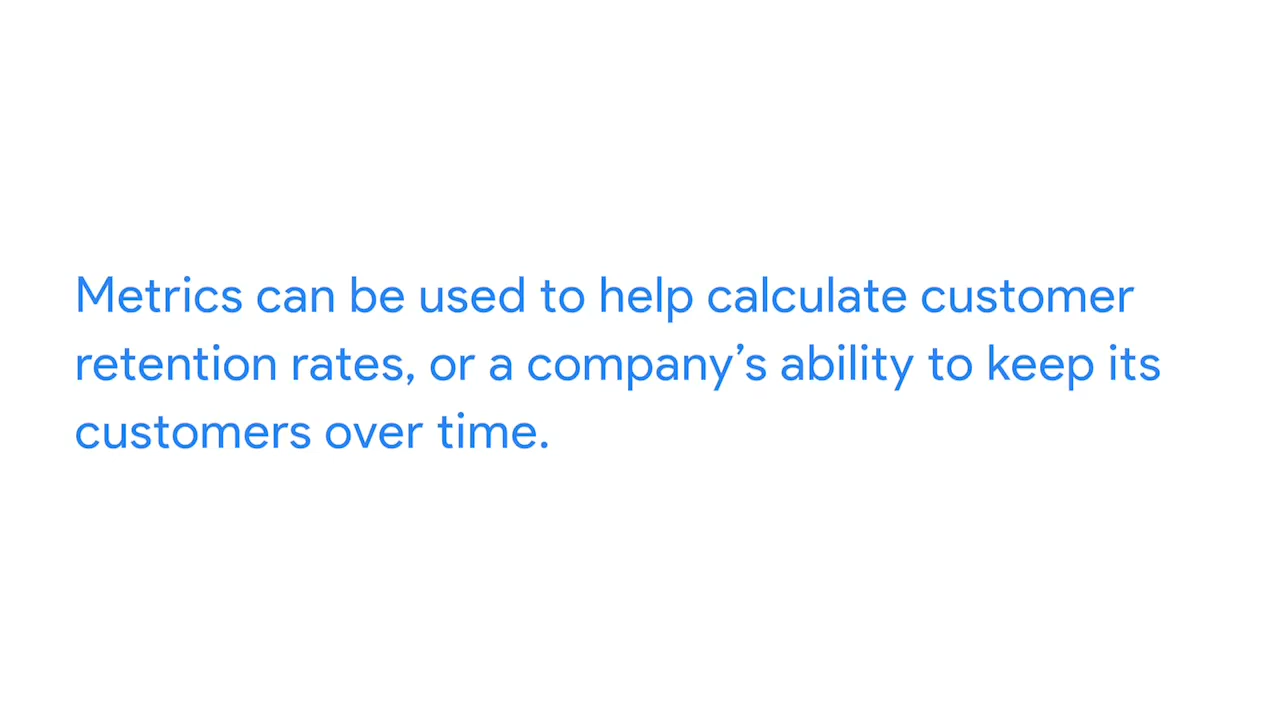 Metrics can be used to help calculate customer
retention rates, or a company’s ability to keep its
customers over time.